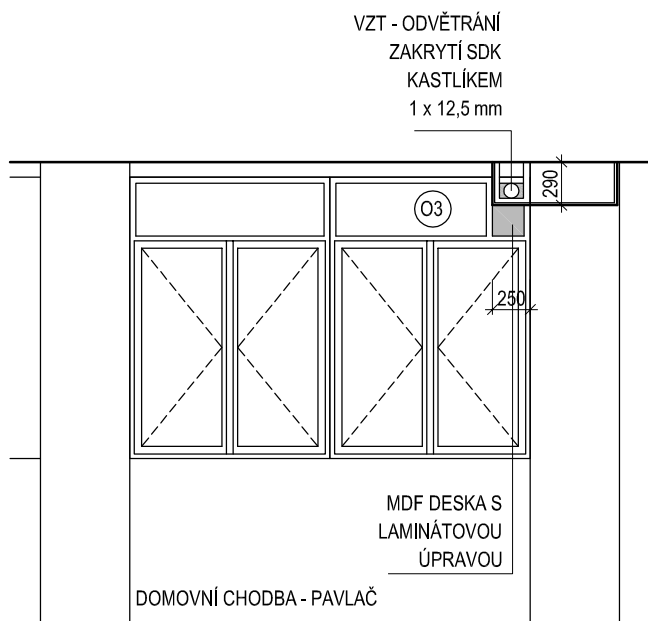 VZT - ODVĚTRÁNÍ
ZAKRYTÍ SDK
KASTLÍKEM
1 x 12,5 mm
290
O3
250
MDF DESKA S
LAMINÁTOVOU
ÚPRAVOU
DOMOVNÍ CHODBA - PAVLAČ